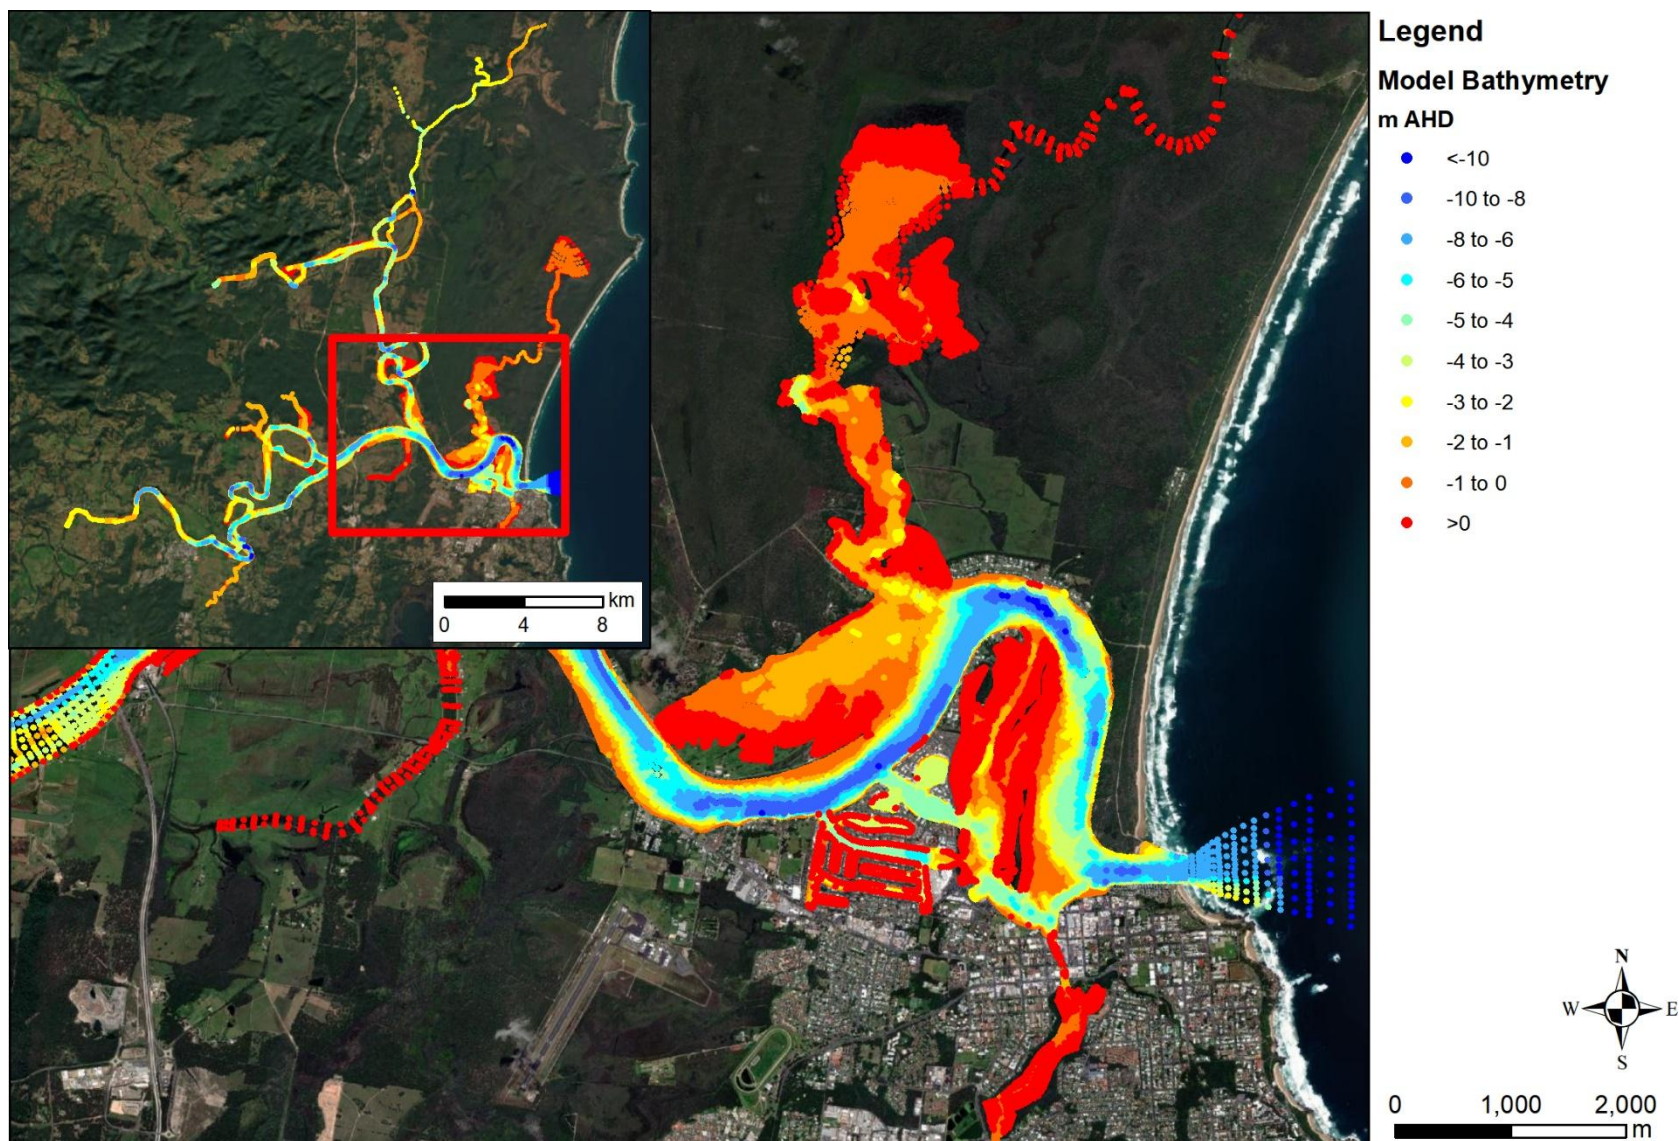 Legend
Model Bathymetry
m AHD
<-10
-10 to -8
-8 to -6
-6 to -5
-5 to -4
-4 to -3
-3 to -2
-2 to -1
-1 to 0
>0
km
0 4 8
N
W E
S
0 1,000 2,000
m